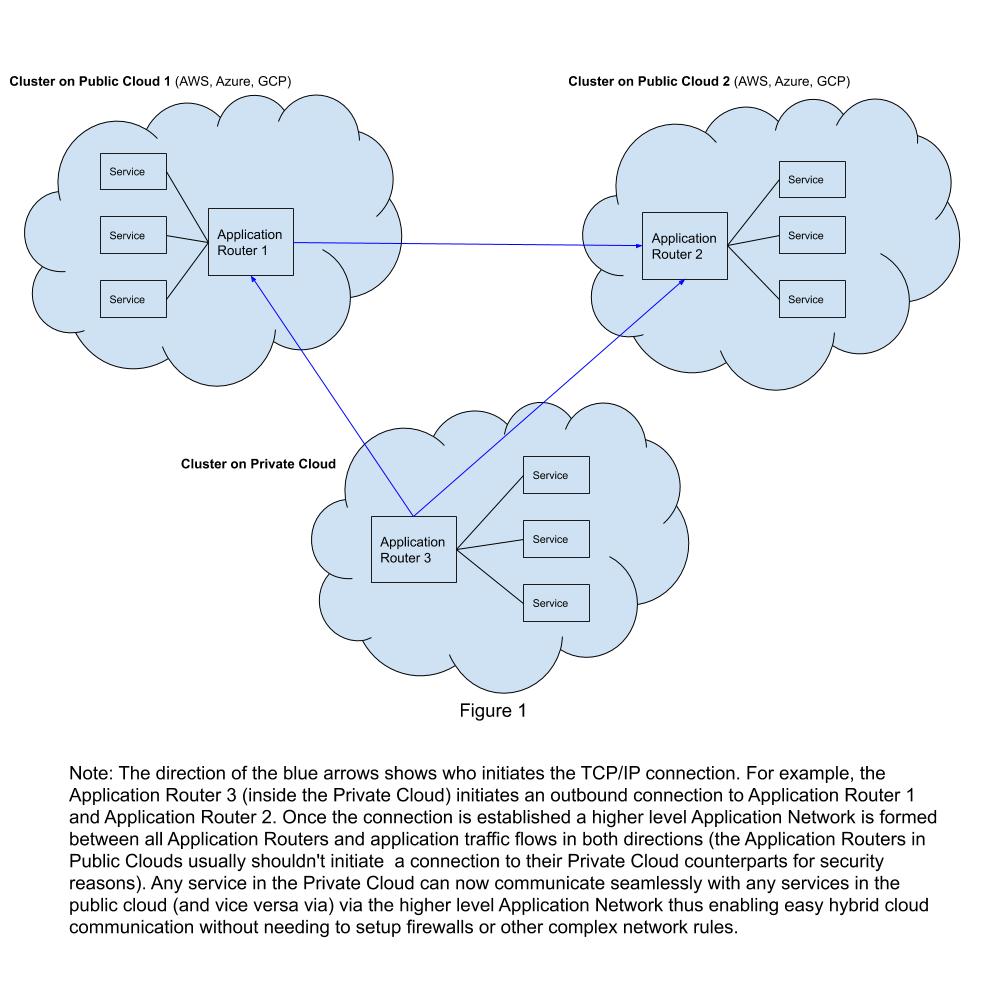 Cluster on Public Cloud 1 (AWS, Azure, GCP)
Cluster on Public Cloud 2 (AWS, Azure, GCP)
Service
Service
Service
Application
Router 1
Application
Router 2
Service
Service
Service
Cluster on Private Cloud
Application
Router 3
Service
Service
Service
Figure 1
Note: The direction of the blue arrows shows who initiates the TCP/IP connection. For example, the
Application Router 3 (inside the Private Cloud) initiates an outbound connection to Application Router 1
and Application Router 2. Once the connection is established a higher level Application Network is formed
between all Application Routers and application traffic flows in both directions (the Application Routers in
Public Clouds usually shouldn't initiate  a connection to their Private Cloud counterparts for security
reasons). Any service in the Private Cloud can now communicate seamlessly with any services in the
public cloud (and vice versa via) via the higher level Application Network thus enabling easy hybrid cloud
communication without needing to setup firewalls or other complex network rules.